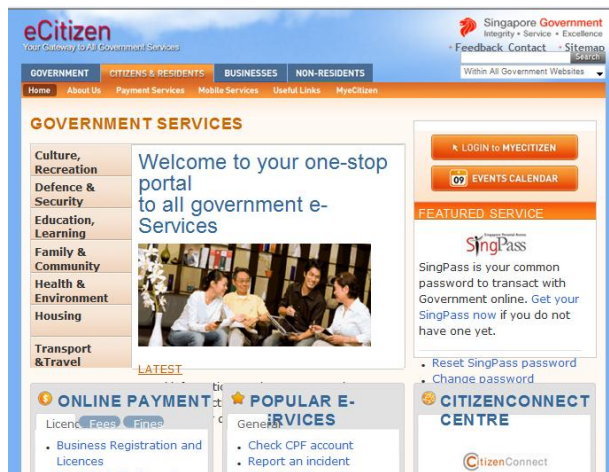 eCitizen
Your Gateway to All Government Services
Singapore Government
Integrity • Service • Excellence
Feedback Contact Sitemap
Search
Within All Government Websites
GOVERNMENT CITIZENS & RESIDENTS BUSINESSES NON-RESIDENTS
Home About Us Payment Services Mobile Services Useful Links MyeCitizen
GOVERNMENT SERVICES
Culture,
Recreation
Defence &
Security
Education,
Learning
Family &
Community
Health &
Environment
Housing
Transport
&Travel
Welcome to your one-stop
portal
to all government e-
Services
LATEST
LOGIN to MYECITIZEN
09 EVENTS CALENDAR
FEATURED SERVICE
SingPass
SingPass is your common
password to transact with
Government online. Get your
SingPass now if you do not
have one yet.
Reset SingPass password
Change password
ONLINE PAYMENT
Licenc Fees Fines
Business Registration and
Licences
POPULAR E-
General
Check CPF account
Report an incident
CITIZENCONNECT
CENTRE
CitizenConnect